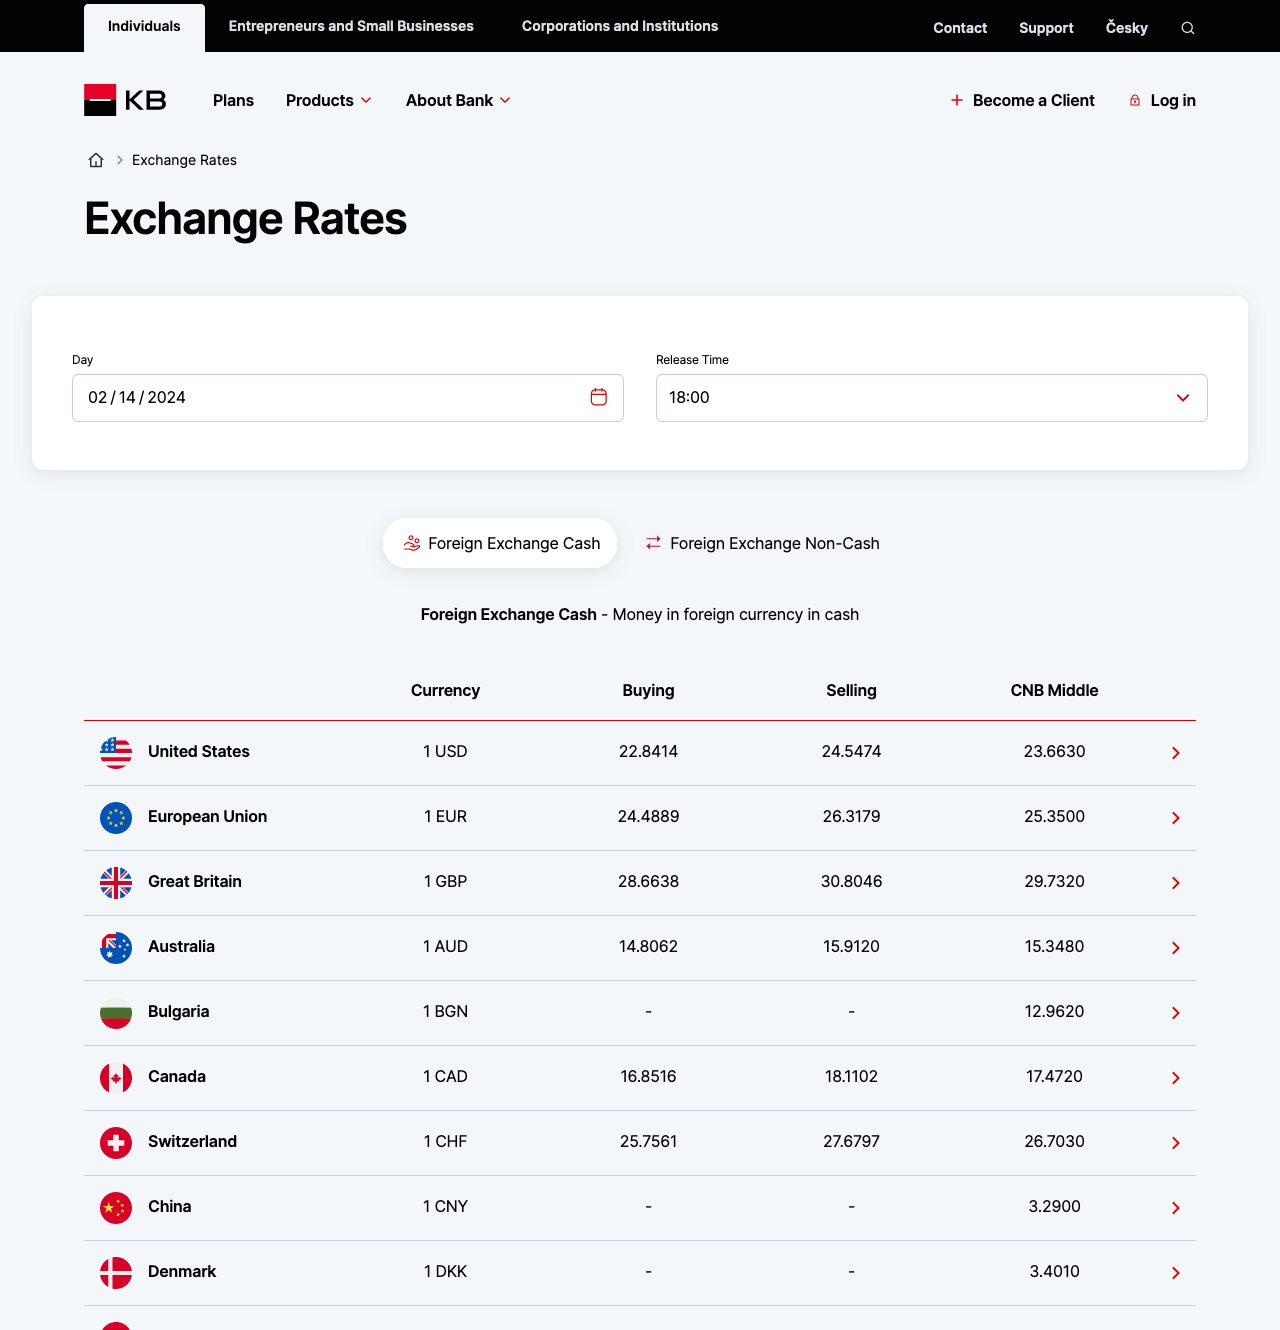 Individuals Entrepreneurs and Small Businesses Corporations and Institutions Contact Support Česky
KB Plans Products About Bank Become a Client Log in
Exchange Rates
Exchange Rates
Day Release Time
02 / 14 / 2024 18:00
Foreign Exchange Cash Foreign Exchange Non-Cash
Foreign Exchange Cash - Money in foreign currency in cash
Currency Buying Selling CNB Middle
United States 1 USD 22.8414 24.5474 23.6630
European Union 1 EUR 24.4889 26.3179 25.3500
Great Britain 1 GBP 28.6638 30.8046 29.7320
Australia 1 AUD 14.8062 15.9120 15.3480
Bulgaria 1 BGN - - 12.9620
Canada 1 CAD 16.8516 18.1102 17.4720
Switzerland 1 CHF 25.7561 27.6797 26.7030
China 1 CNY - - 3.2900
Denmark 1 DKK - - 3.4010